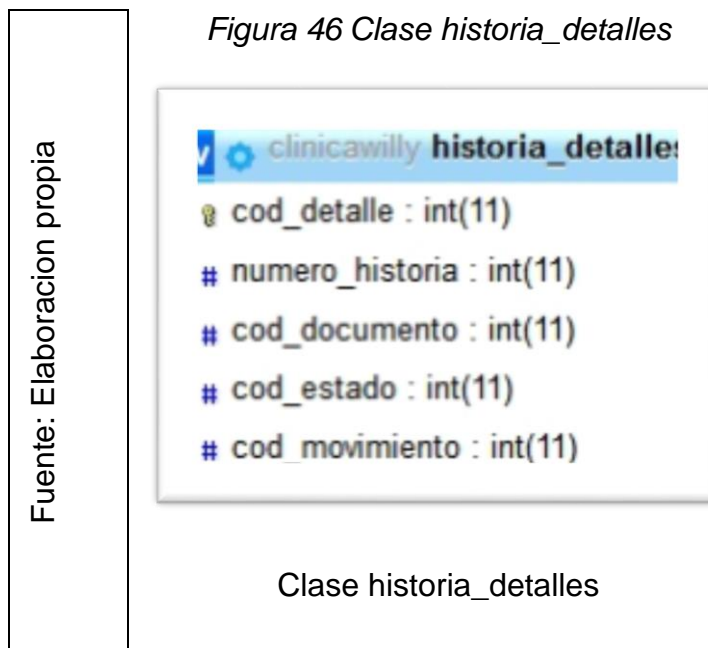 Figura 46 Clase historia_detalles
Fuente: Elaboracion propia
clinicawilly historia_detalles
cod_detalle : int(11)
numero_historia : int(11)
cod_documento : int(11)
cod_estado : int(11)
cod_movimiento : int(11)
Clase historia_detalles